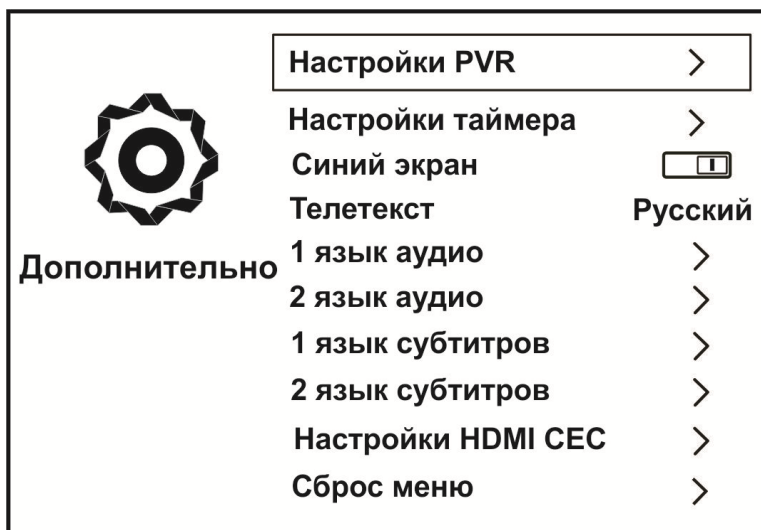 Настройки PVR
Настройки таймера
Синий экран
Телетекст Русский
1 язык аудио
Дополнительно
2 язык аудио
1 язык субтитров
2 язык субтитров
Настройки HDMI CEC
Сброс меню